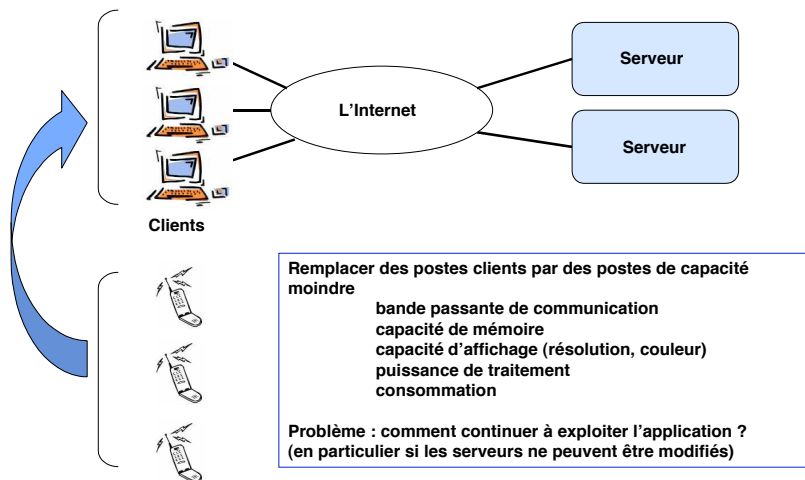 Serveur
L'Internet
Serveur
Clients
Remplacer des postes clients par des postes de capacité
moindre
bande passante de communication
capacité de mémoire
capacité d'affichage (résolution, couleur)
puissance de traitement
consommation
Problème : comment continuer à exploiter l'application ?
(en particulier si les serveurs ne peuvent être modifiés)